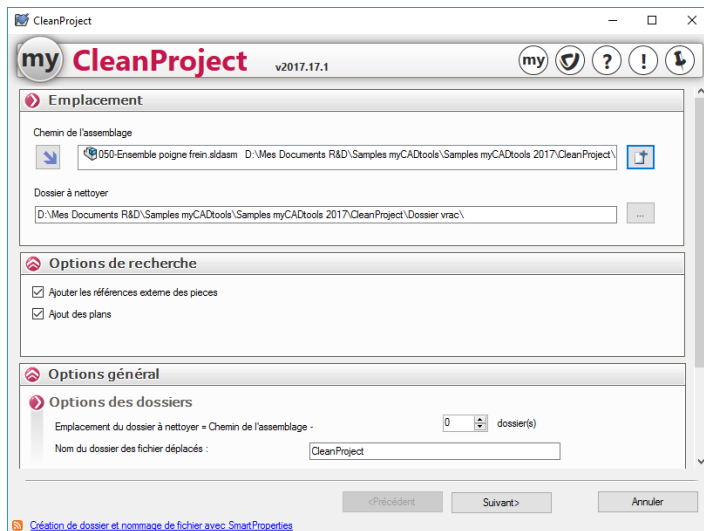 CleanProject
my CleanProject v2017.17.1 my ? !
Emplacement
Chemin de l'assemblage
050-Ensemble poigne frein.sldasm D:\Mes Documents R&D\Samples myCADtools\Samples myCADtools 2017\CleanProject\
Dossier à nettoyer
D:\Mes Documents R&D\Samples myCADtools\Samples myCADtools 2017\CleanProject\Dossier vrac\
...
Options de recherche
Ajouter les références externe des pieces
Ajout des plans
Options général
Options des dossiers
Emplacement du dossier à nettoyer = Chemin de l'assemblage - 0 dossier(s)
Nom du dossier des fichier déplacés : CleanProject
<Précédent Suivant> Annuler
Création de dossier et nommage de fichier avec SmartProperties